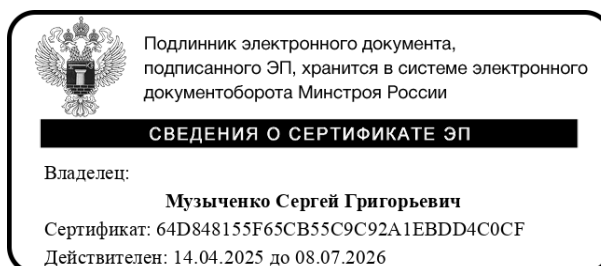 Подлинник электронного документа,
подписанного ЭП, хранится в системе электронного
документоборота Минстроя России
СВЕДЕНИЯ О СЕРТИФИКАТЕ ЭП
Владелец:
Музыченко Сергей Григорьевич
Сертификат: 64D848155F65CB55C9C92A1EBDD4C0CF
Действителен: 14.04.2025 до 08.07.2026